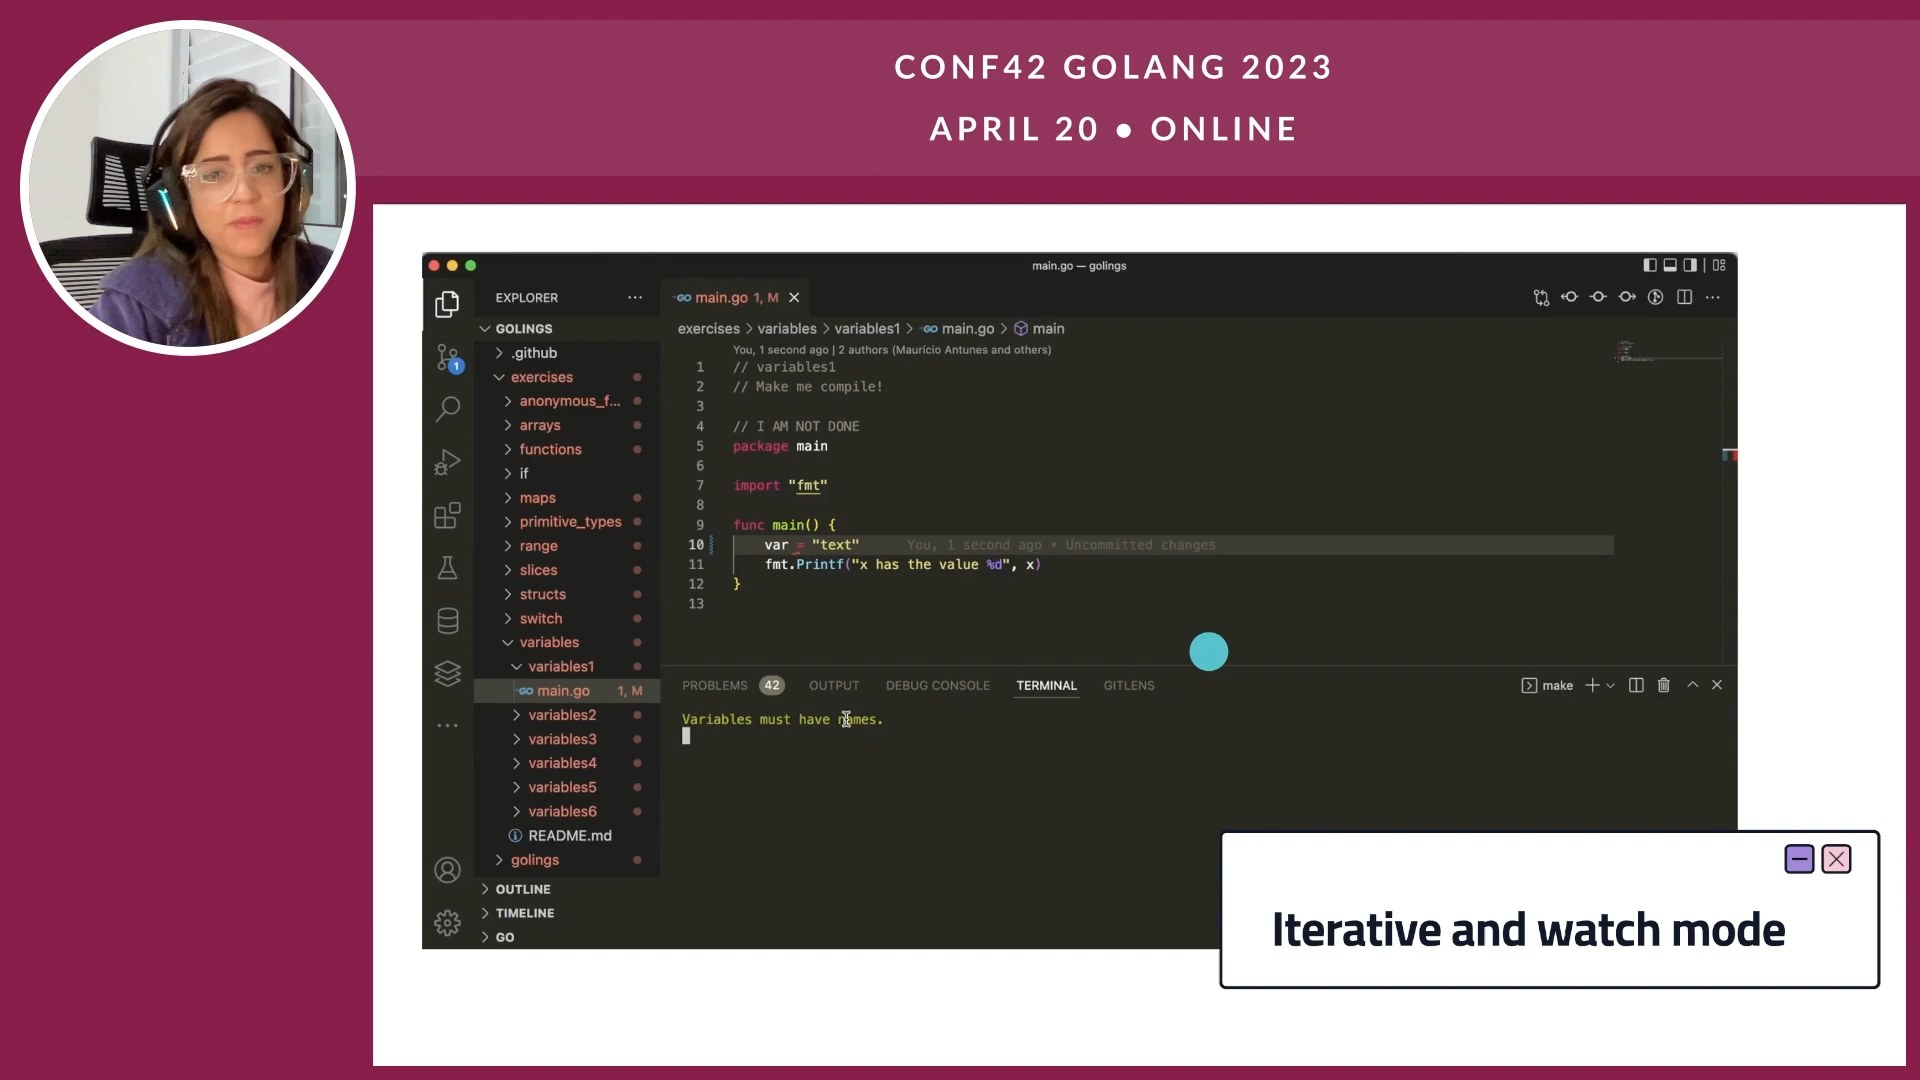 CONF42 GOLANG 2023
APRIL 20 • ONLINE
main.go — golings
EXPLORER
GOLINGS
.github
exercises
anonymous_f...
arrays
functions
if
maps
primitive_types
range
slices
structs
switch
variables
variables1
main.go 1, M
variables2
variables3
variables4
variables5
variables6
README.md
golings
OUTLINE
TIMELINE
GO
1
main.go 1, M
exercises > variables > variables1 > main.go > main
You, 1 second ago | 2 authors (Maurício Antunes and others)
1 // variables1
2 // Make me compile!
3
4 // I AM NOT DONE
5 package main
6
7 import "fmt"
8
9 func main() {
10 var = "text" You, 1 second ago • Uncommitted changes
11 fmt.Printf("x has the value %d", x)
12 }
13
PROBLEMS 42 OUTPUT DEBUG CONSOLE TERMINAL GITLENS make
Variables must have names.
Iterative and watch mode